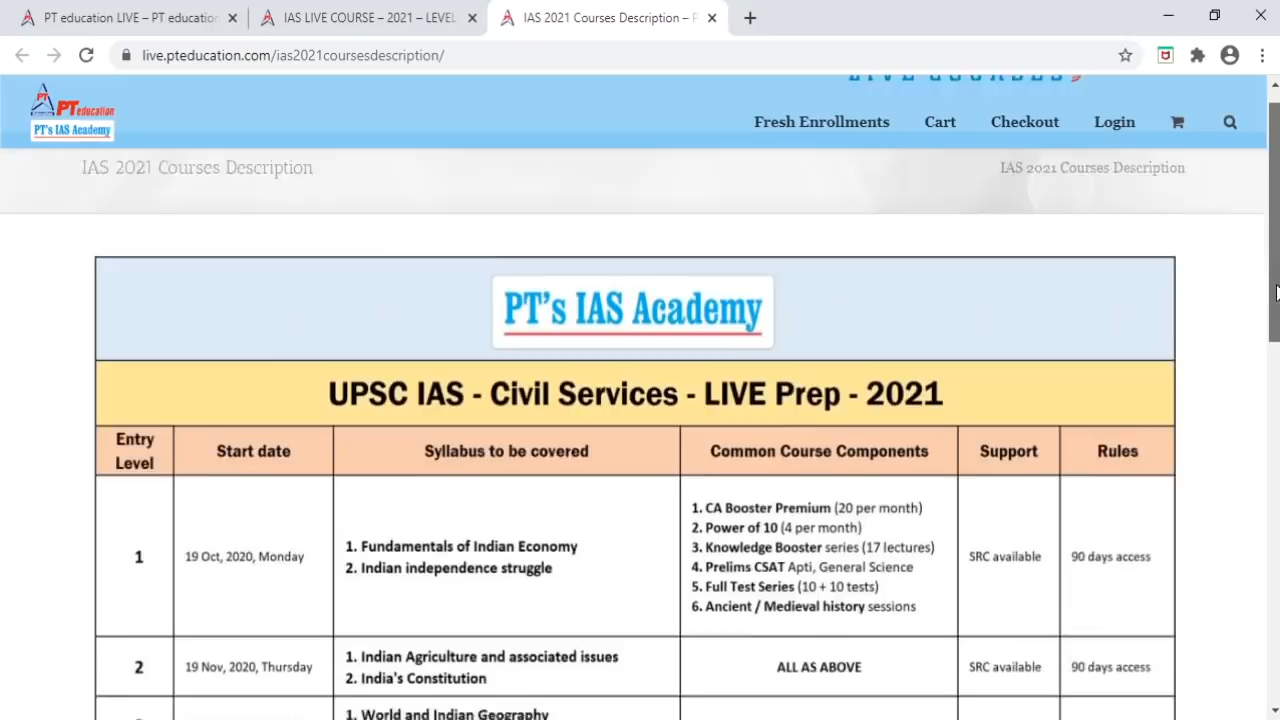 PT education LIVE – PT education
IAS LIVE COURSE – 2021 – LEVEL
IAS 2021 Courses Description – P
live.pteducation.com/ias2021coursesdescription/
LIVE COURSES
PT
PT education
PT's IAS Academy
Fresh Enrollments
Cart
Checkout
Login
IAS 2021 Courses Description
IAS 2021 Courses Description
PT's IAS Academy
UPSC IAS - Civil Services - LIVE Prep - 2021
Entry
Level
Start date
Syllabus to be covered
Common Course Components
Support
Rules
1
19 Oct, 2020, Monday
1. Fundamentals of Indian Economy
2. Indian independence struggle
1. CA Booster Premium (20 per month)
2. Power of 10 (4 per month)
3. Knowledge Booster series (17 lectures)
4. Prelims CSAT Apti, General Science
5. Full Test Series (10 + 10 tests)
6. Ancient / Medieval history sessions
SRC available
90 days access
2
19 Nov, 2020, Thursday
1. Indian Agriculture and associated issues
2. India's Constitution
ALL AS ABOVE
SRC available
90 days access
1. World and Indian Geography